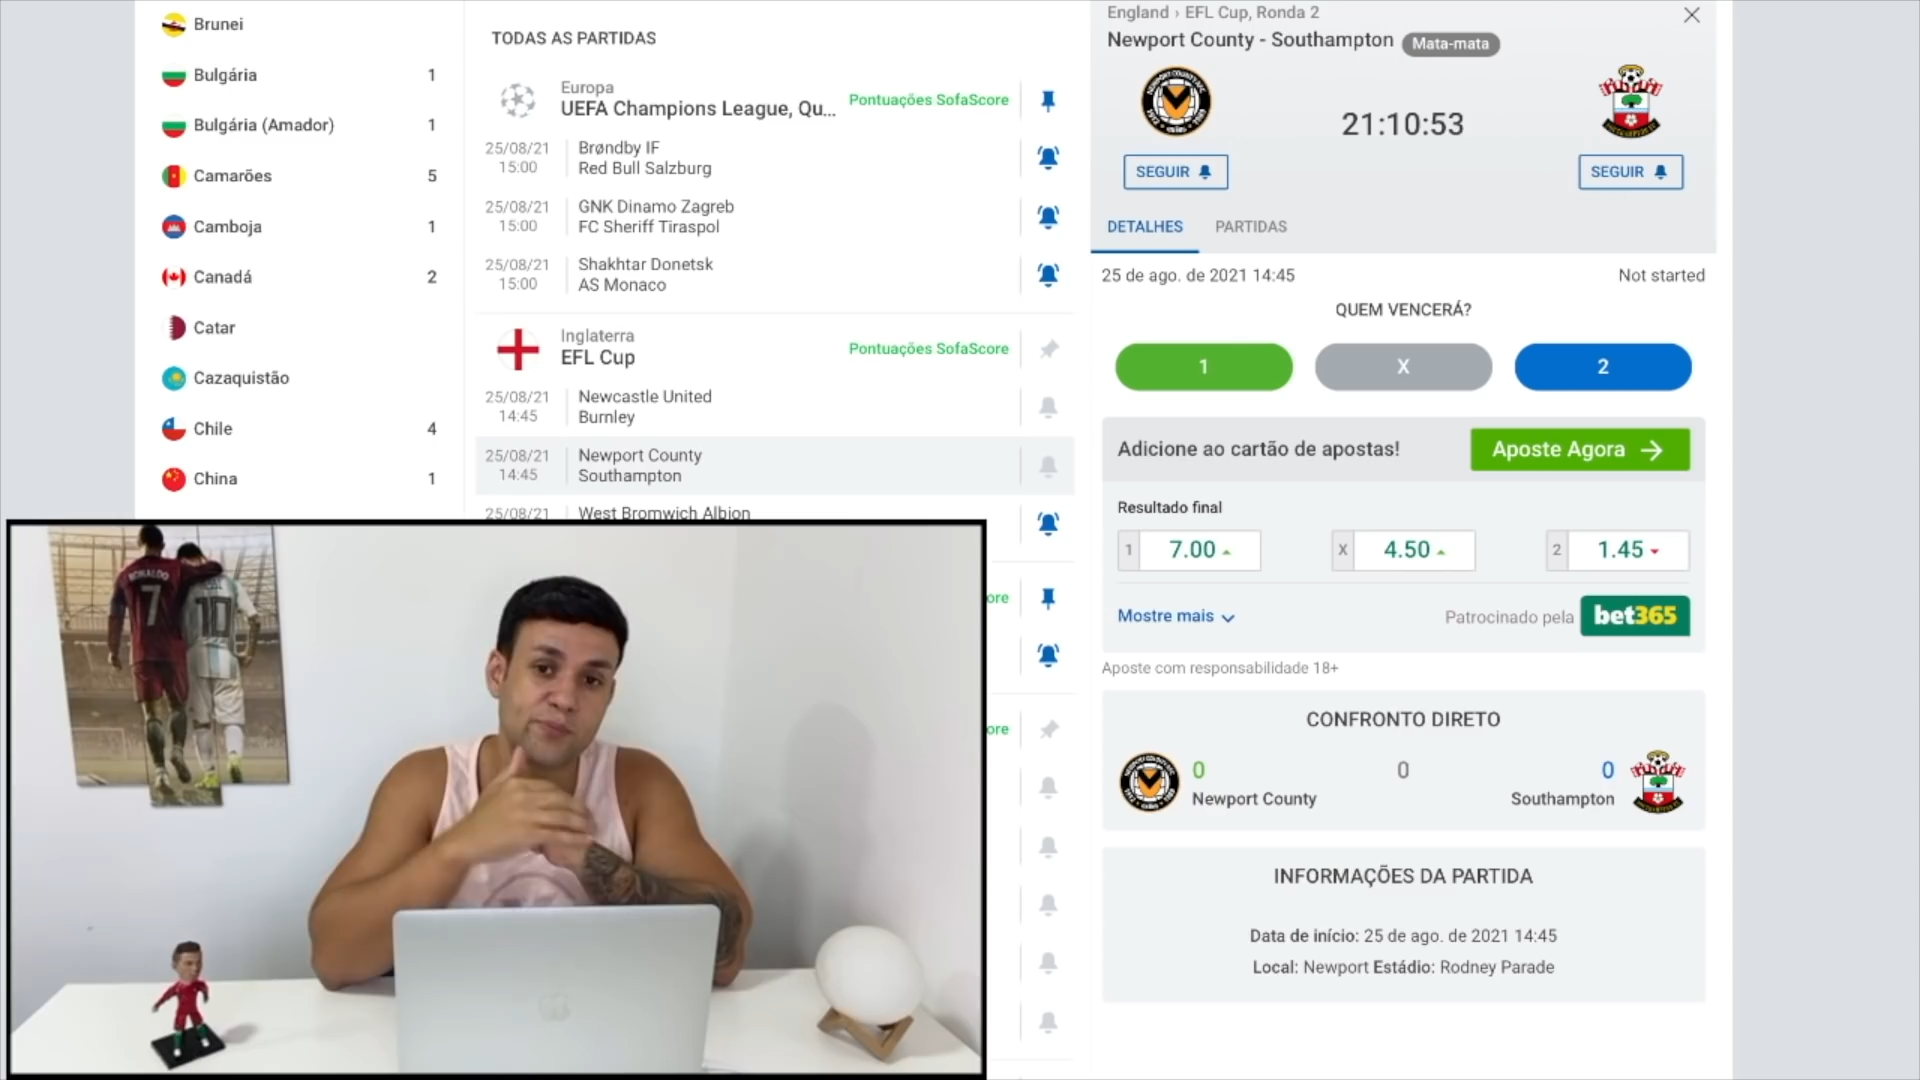 Brunei
Bulgária 1
Bulgária (Amador) 1
Camarões 5
Camboja 1
Canadá 2
Catar
Cazaquistão
Chile 4
China 1
TODAS AS PARTIDAS
Europa
UEFA Champions League, Qu...
Pontuações SofaScore
25/08/21
15:00
Brøndby IF
Red Bull Salzburg
25/08/21
15:00
GNK Dinamo Zagreb
FC Sheriff Tiraspol
25/08/21
15:00
Shakhtar Donetsk
AS Monaco
Inglaterra
EFL Cup
Pontuações SofaScore
25/08/21
14:45
Newcastle United
Burnley
25/08/21
14:45
Newport County
Southampton
25/08/21
West Bromwich Albion
ore
ore
England › EFL Cup, Ronda 2
Newport County - Southampton
Mata-mata
21:10:53
SEGUIR
SEGUIR
DETALHES
PARTIDAS
25 de ago. de 2021 14:45
Not started
QUEM VENCERÁ?
1
X
2
Adicione ao cartão de apostas!
Aposte Agora
Resultado final
1 7.00
X 4.50
2 1.45
Mostre mais
Patrocinado pela
bet365
Aposte com responsabilidade 18+
CONFRONTO DIRETO
0
Newport County
0
0
Southampton
INFORMAÇÕES DA PARTIDA
Data de início: 25 de ago. de 2021 14:45
Local: Newport Estádio: Rodney Parade
RONALDO
7
10